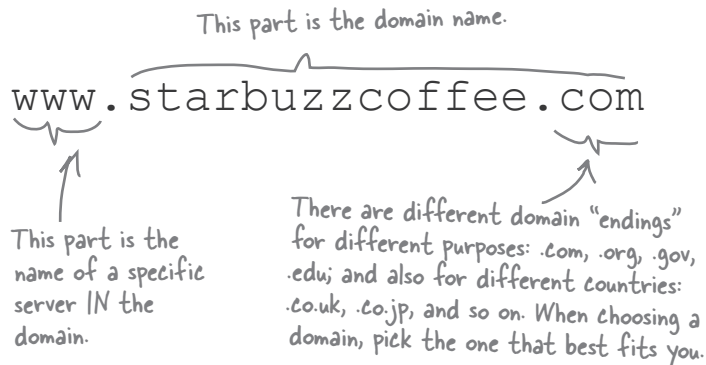 This part is the domain name.
www.starbuzzcoffee.com
This part is the
name of a specific
server IN the
domain.
There are different domain “endings”
for different purposes: .com, .org, .gov,
.edu; and also for different countries:
.co.uk, .co.jp, and so on. When choosing a
domain, pick the one that best fits you.